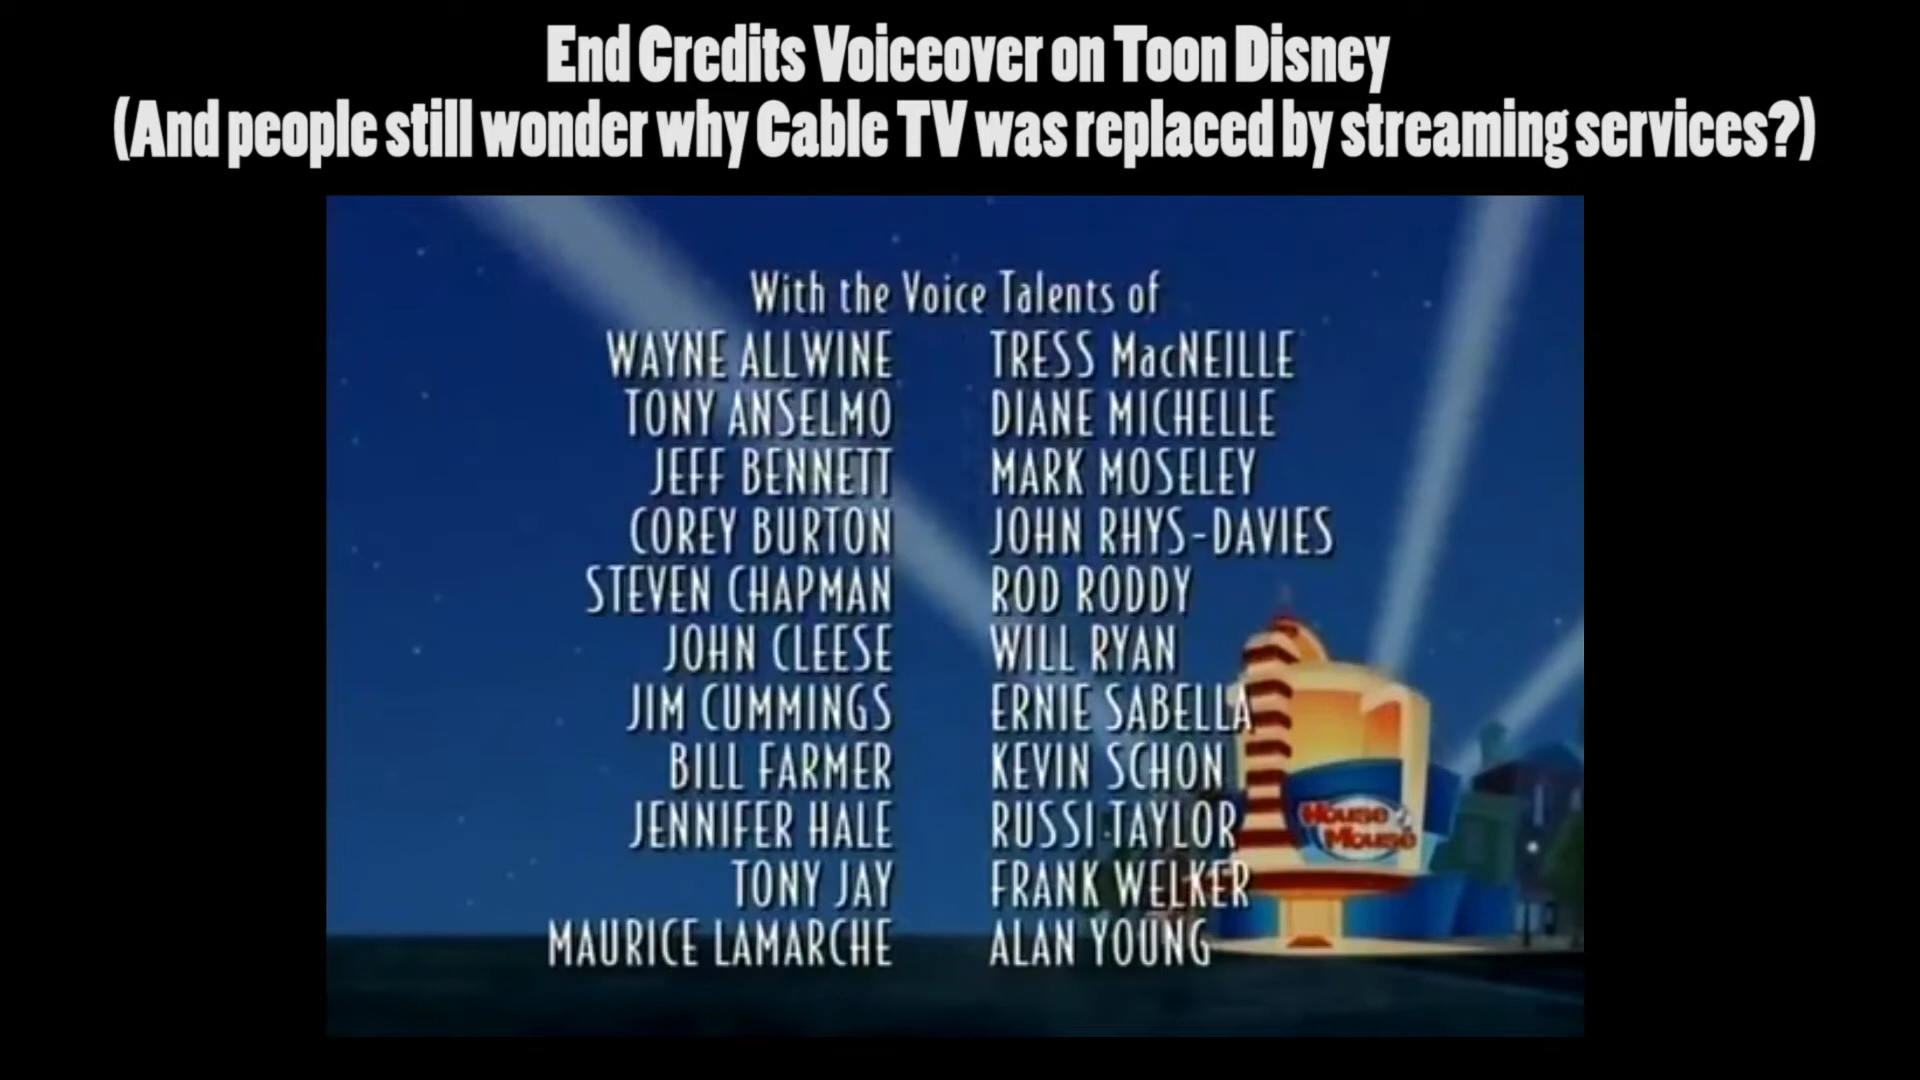 End Credits Voiceover on Toon Disney
(And people still wonder why Cable TV was replaced by streaming services?)
With the Voice Talents of
WAYNE ALLWINE
TONY ANSELMO
JEFF BENNETT
COREY BURTON
STEVEN CHAPMAN
JOHN CLEESE
JIM CUMMINGS
BILL FARMER
JENNIFER HALE
TONY JAY
MAURICE LAMARCHE
TRESS MacNEILLE
DIANE MICHELLE
MARK MOSELEY
JOHN RHYS-DAVIES
ROD RODDY
WILL RYAN
ERNIE SABELLA
KEVIN SCHON
RUSSI TAYLOR
FRANK WELKER
ALAN YOUNG
House of
Mouse